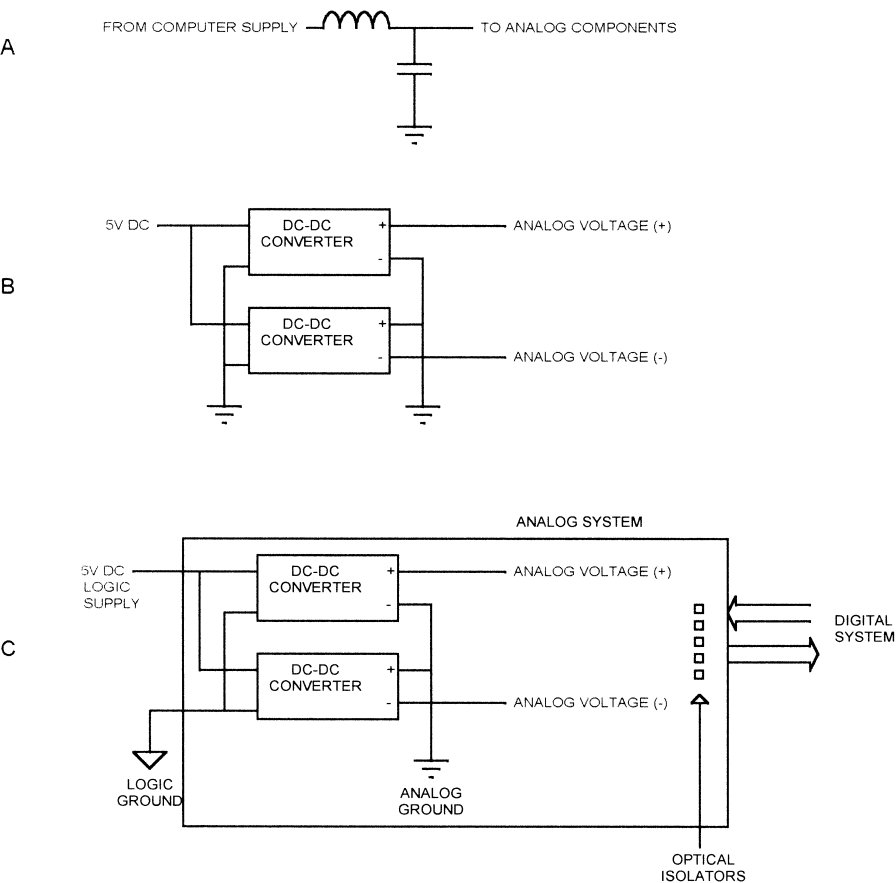 A
FROM COMPUTER SUPPLY
TO ANALOG COMPONENTS
B
5V DC
DC-DC
CONVERTER
+
-
ANALOG VOLTAGE (+)
DC-DC
CONVERTER
+
-
ANALOG VOLTAGE (-)
C
ANALOG SYSTEM
5V DC
LOGIC
SUPPLY
DC-DC
CONVERTER
+
-
ANALOG VOLTAGE (+)
DC-DC
CONVERTER
+
-
ANALOG VOLTAGE (-)
DIGITAL
SYSTEM
LOGIC
GROUND
ANALOG
GROUND
OPTICAL
ISOLATORS